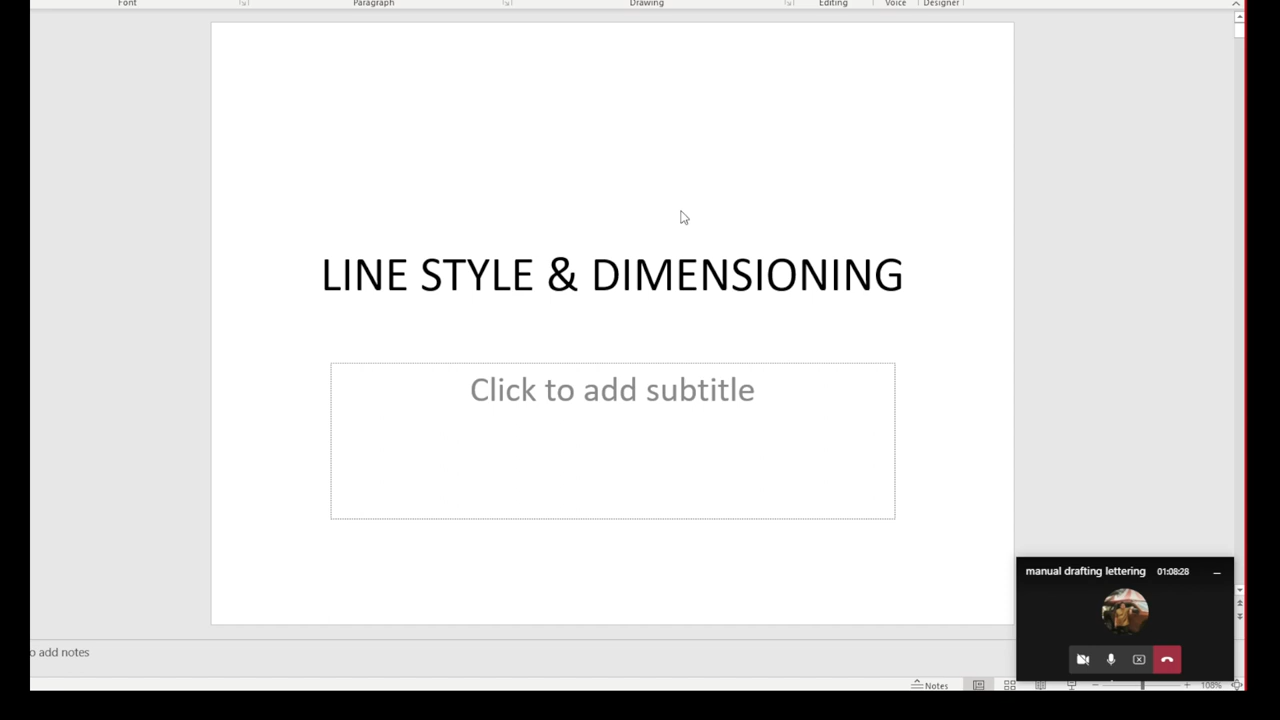 Font
Paragraph
Drawing
Editing
Voice
Designer
LINE STYLE & DIMENSIONING
Click to add subtitle
manual drafting lettering 01:08:28
o add notes
Notes
108%